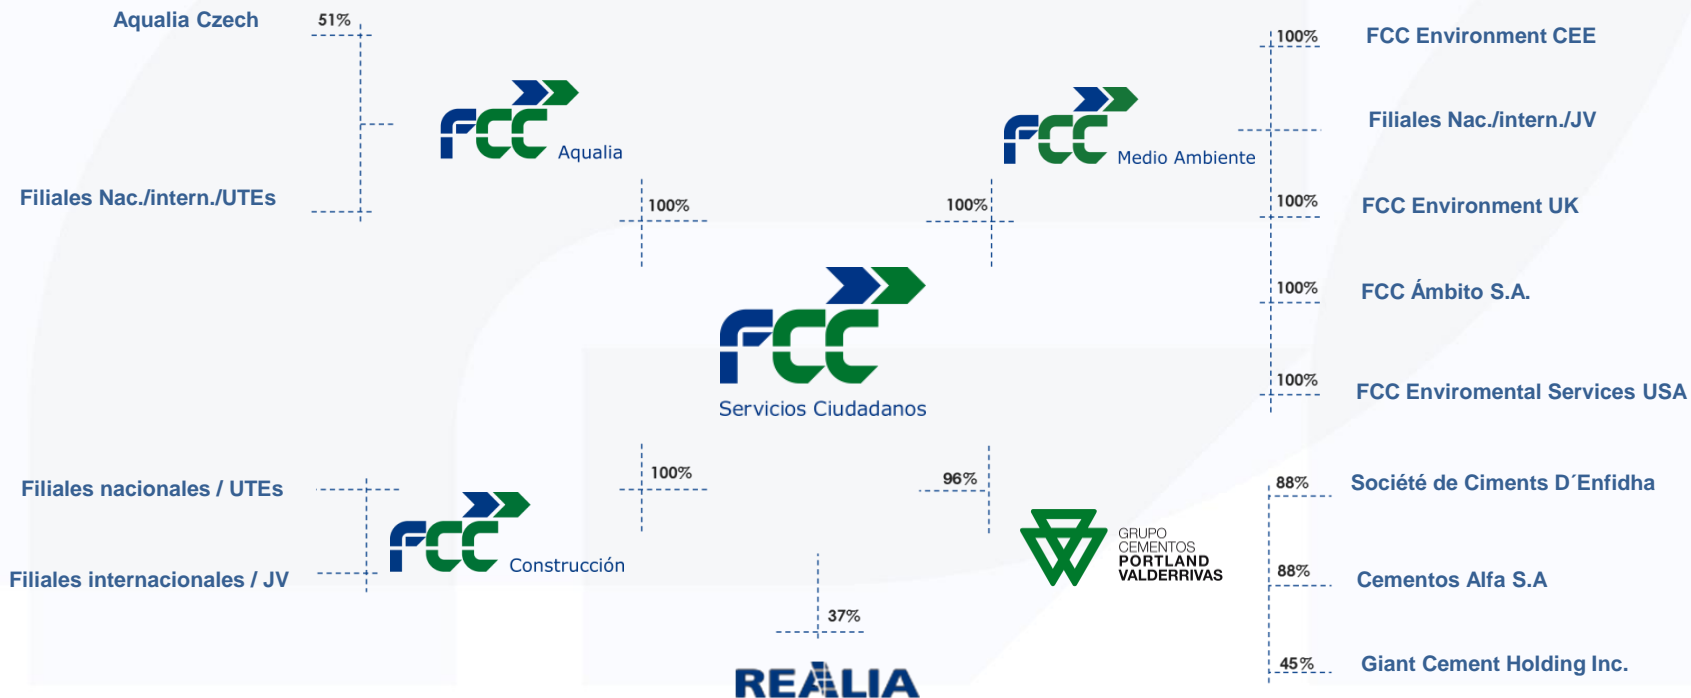 Aqualia Czech
51%
Filiales Nac./intern./UTEs
FCC
Aqualia
100%
FCC
Medio Ambiente
100%
100%
FCC Environment CEE
Filiales Nac./intern./JV
100%
FCC Environment UK
100%
FCC Ámbito S.A.
100%
FCC Enviromental Services USA
FCC
Servicios Ciudadanos
Filiales nacionales / UTEs
Filiales internacionales / JV
FCC
Construcción
100%
96%
GRUPO
CEMENTOS
PORTLAND
VALDERRIVAS
88%
Société de Ciments D´Enfidha
88%
Cementos Alfa S.A
45%
Giant Cement Holding Inc.
37%
REALIA